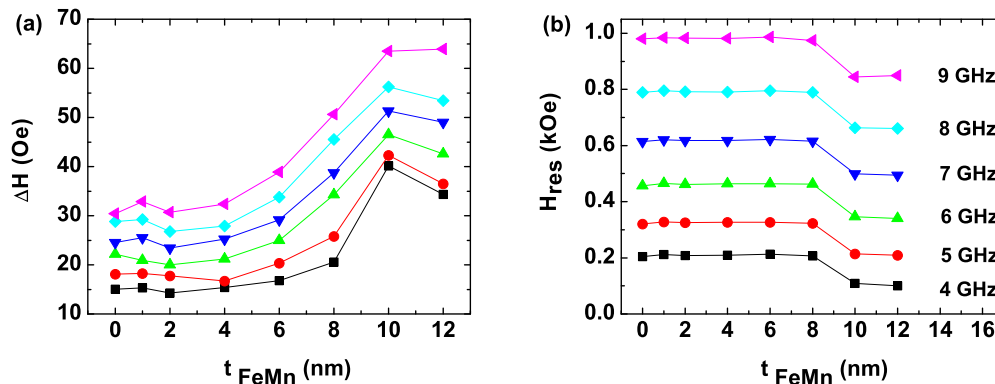 (a)
70
60
50
40
30
20
10
ΔH (Oe)
0 2 4 6 8 10 12
t FeMn (nm)
(b)
1.0
0.8
0.6
0.4
0.2
0.0
Hres (kOe)
9 GHz
8 GHz
7 GHz
6 GHz
5 GHz
4 GHz
0 2 4 6 8 10 12 14 16
t FeMn (nm)